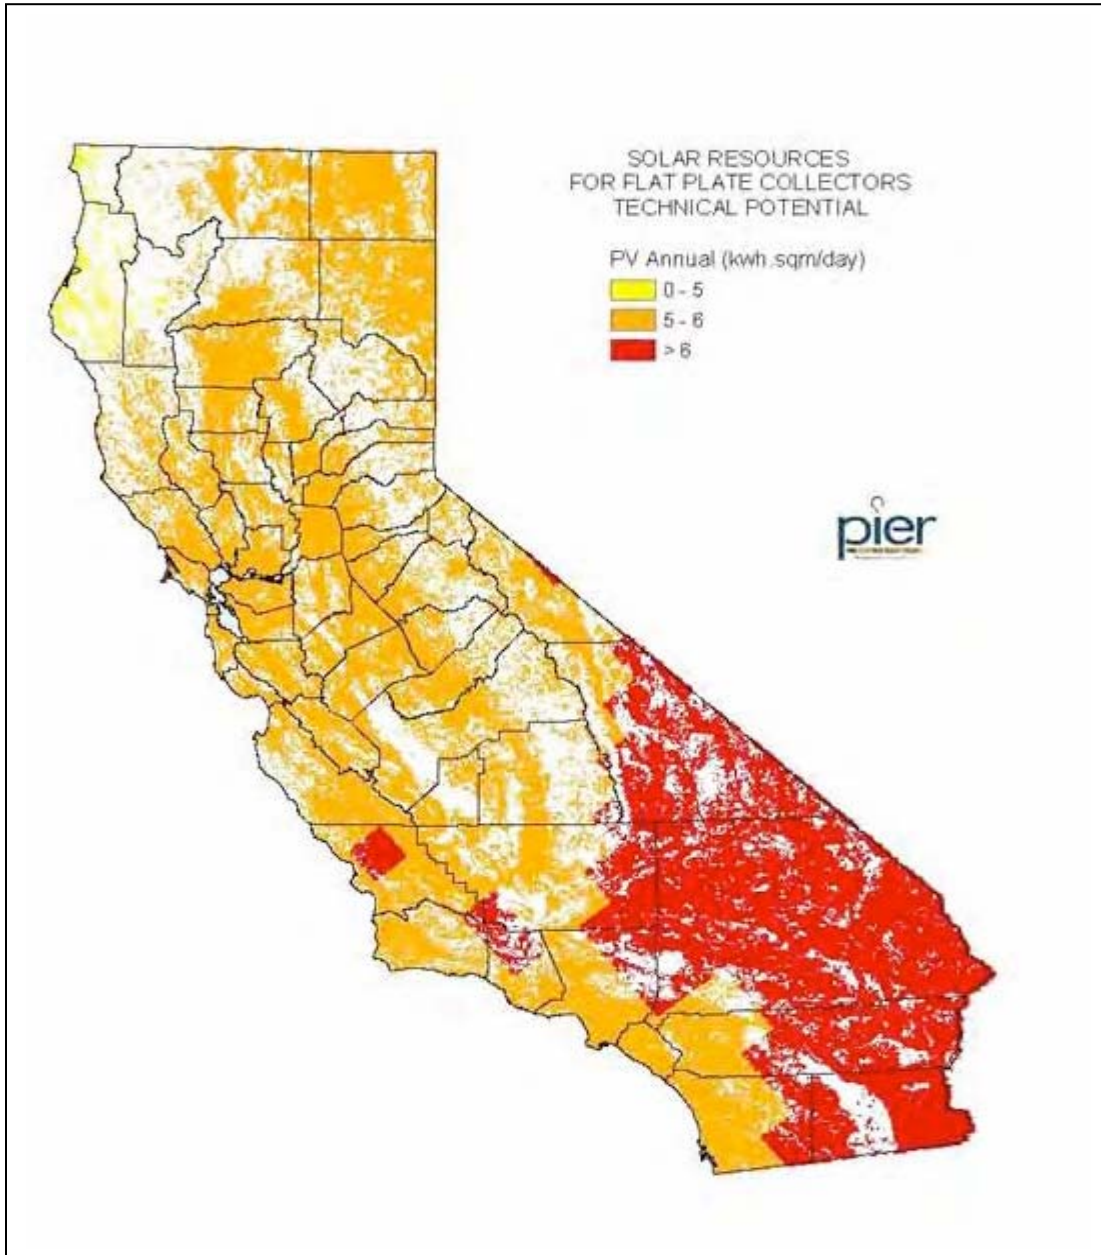 SOLAR RESOURCES
FOR FLAT PLATE COLLECTORS
TECHNICAL POTENTIAL
PV Annual (kwh.sqm/day)
0 - 5
5 - 6
> 6
pier